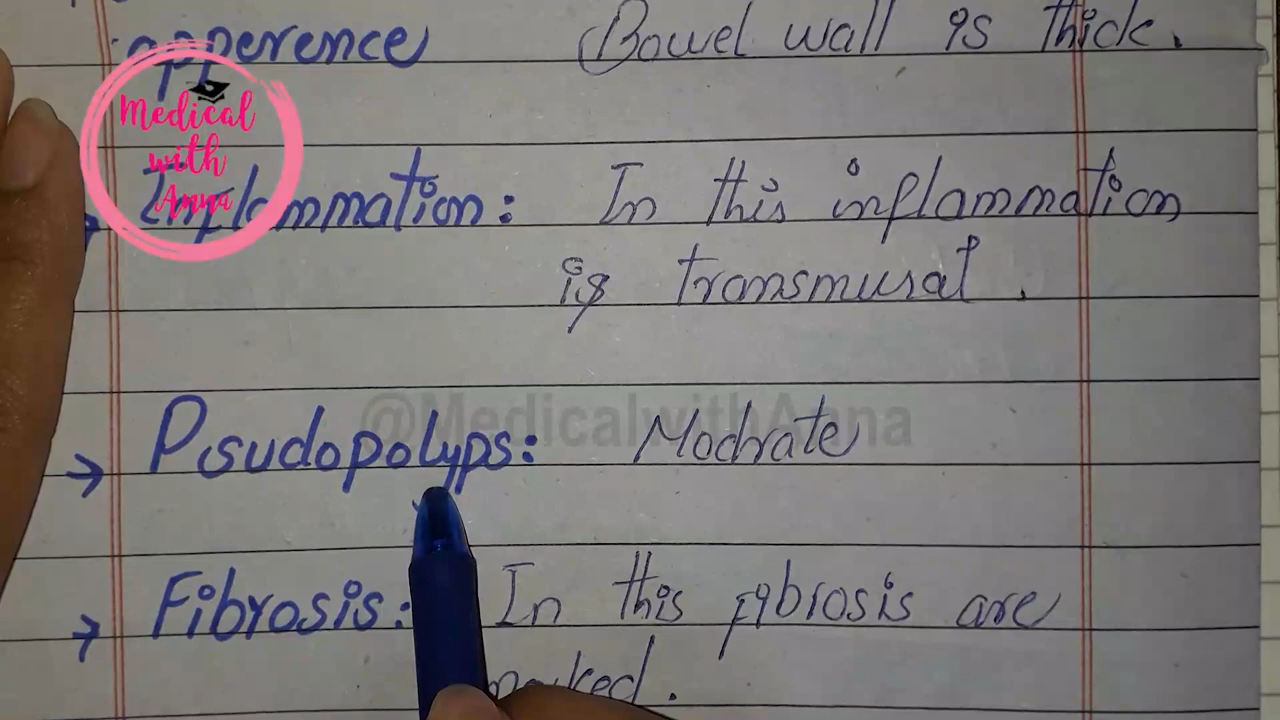 apperence Bowel wall is thick.
Medical
with
Anna
Inflammation: In this inflammation
is transmural.
@MedicalwithAnna
→ Psudopolyps: Modrate
→ Fibrosis: In this fibrosis are
marked.